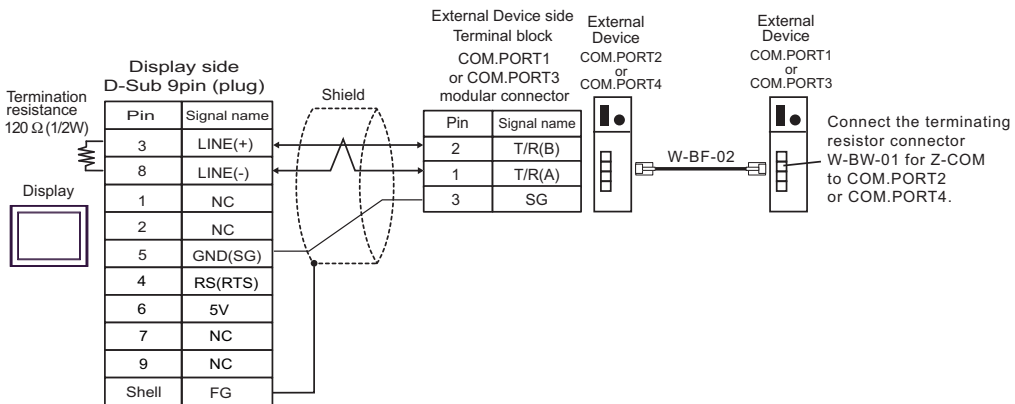 Termination
resistance
120 Ω (1/2W)
Display
Display side
D-Sub 9pin (plug)
Pin Signal name
3 LINE(+)
8 LINE(-)
1 NC
2 NC
5 GND(SG)
4 RS(RTS)
6 5V
7 NC
9 NC
Shell FG
Shield
External Device side
Terminal block
COM.PORT1
or COM.PORT3
modular connector
Pin Signal name
2 T/R(B)
1 T/R(A)
3 SG
External
Device
COM.PORT2
or
COM.PORT4
W-BF-02
External
Device
COM.PORT1
or
COM.PORT3
Connect the terminating
resistor connector
W-BW-01 for Z-COM
to COM.PORT2
or COM.PORT4.